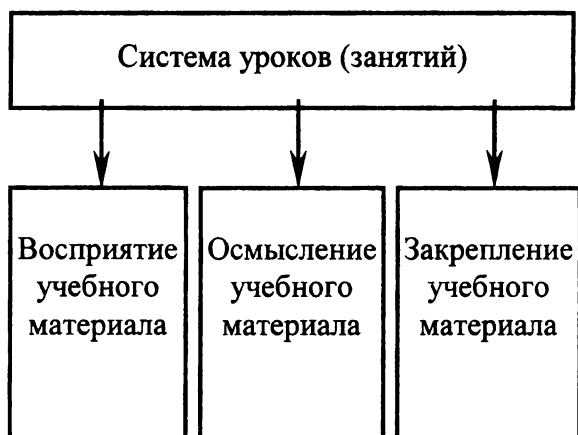 Система уроков (занятий)
Восприятие
учебного
материала
Осмысление
учебного
материала
Закрепление
учебного
материала